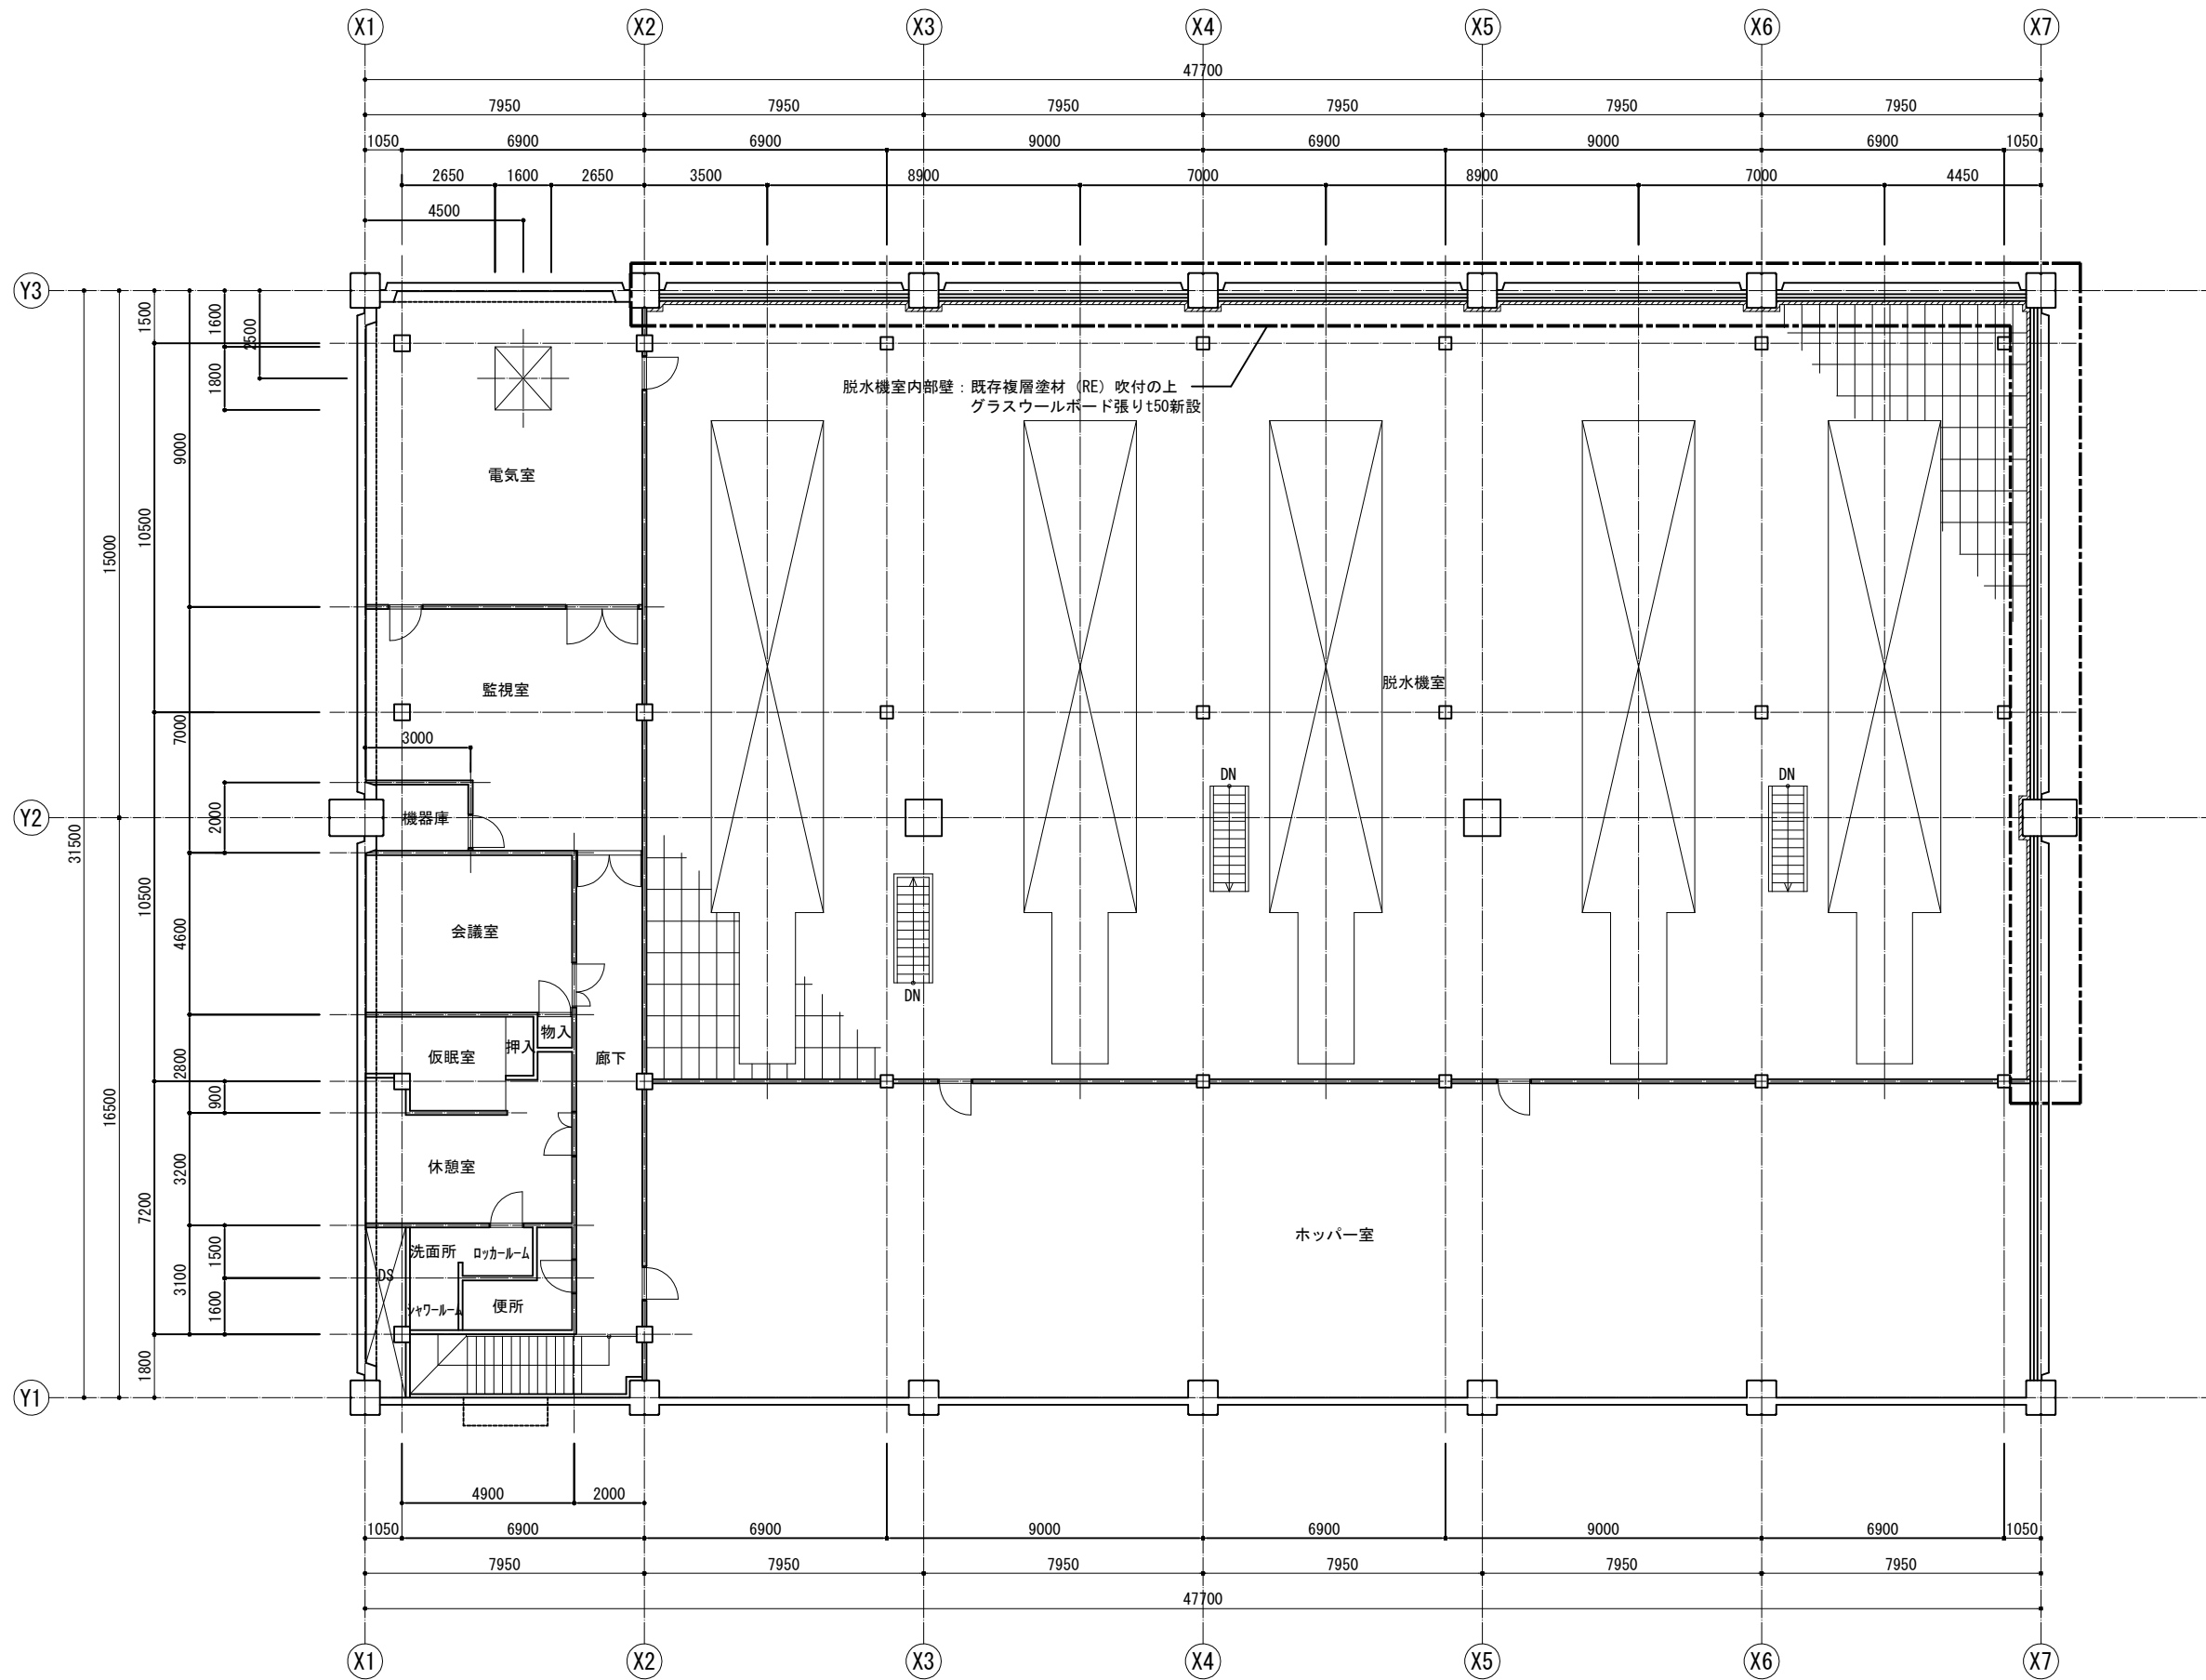 X1 X2 X3 X4 X5 X6 X7
47700
7950 7950 7950 7950 7950 7950
1050 6900 6900 9000 6900 9000 6900 1050
2650 1600 2650 3500 8900 7000 8900 7000 4450
4500
Y3
1500
1600
2500
1800
脱水機室内部壁：既存複層塗材（RE）吹付の上
グラスウールボード張りt50新設
9000
電気室
10500
15000
監視室
脱水機室
7000
3000
DN
DN
Y2
2000
機器庫
31500
10500
4600
会議室
DN
物入
押入
仮眠室
廊下
2800
900
16500
休憩室
3200
7200
ホッパー室
洗面所
ロッカールーム
1500
DS
3100
1600
シャワールーム
便所
1800
Y1
4900 2000
1050 6900 6900 9000 6900 9000 6900 1050
7950 7950 7950 7950 7950 7950
47700
X1 X2 X3 X4 X5 X6 X7